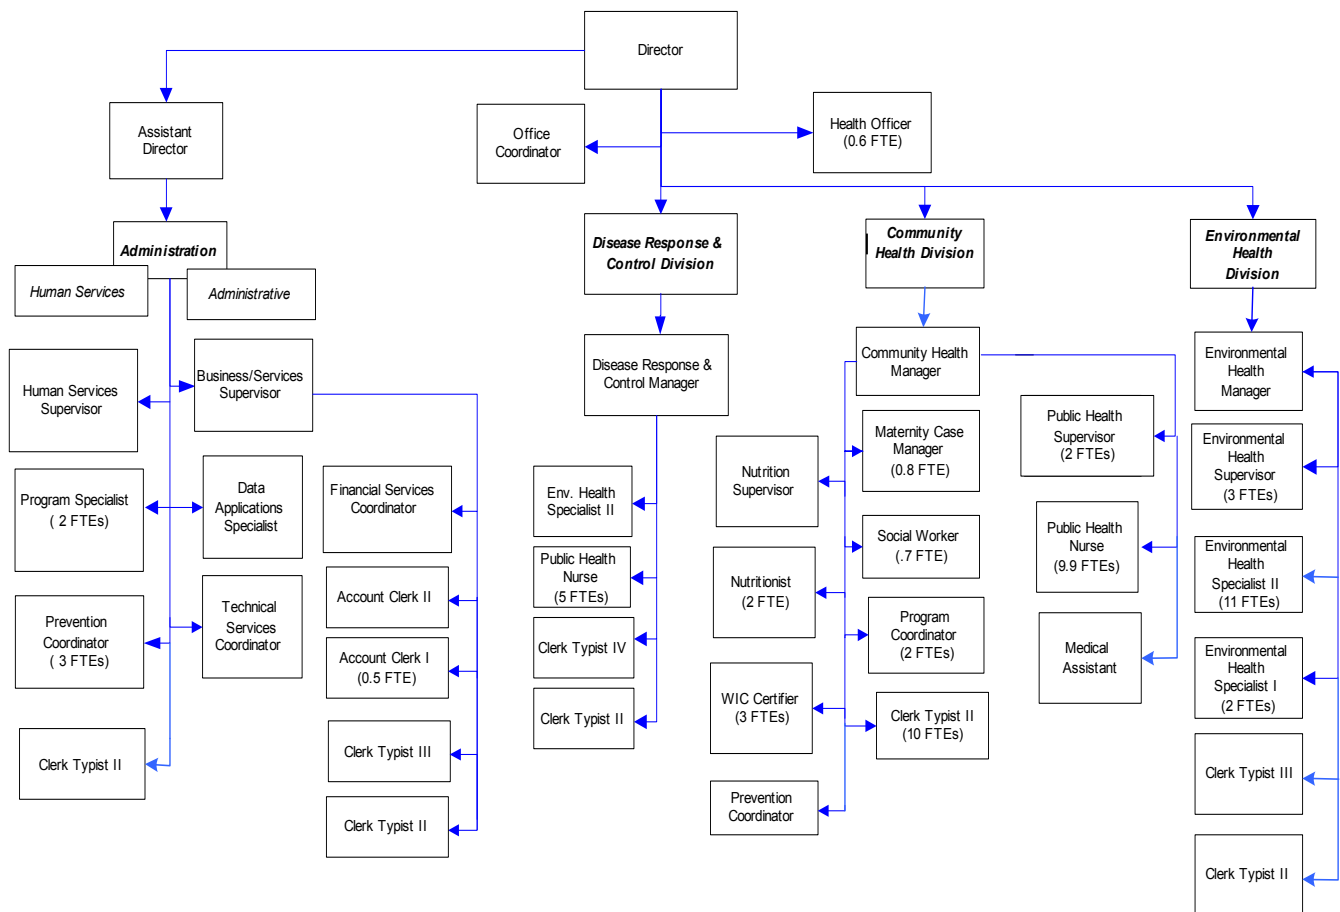 Director
Assistant
Director
Office
Coordinator
Health Officer
(0.6 FTE)
Administration
Human Services
Administrative
Disease Response &
Control Division
Community
Health Division
Environmental
Health
Division
Human Services
Supervisor
Business/Services
Supervisor
Program Specialist
( 2 FTEs)
Data
Applications
Specialist
Prevention
Coordinator
( 3 FTEs)
Technical
Services
Coordinator
Clerk Typist II
Financial Services
Coordinator
Account Clerk II
Account Clerk I
(0.5 FTE)
Clerk Typist III
Clerk Typist II
Disease Response &
Control Manager
Env. Health
Specialist II
Public Health
Nurse
(5 FTEs)
Clerk Typist IV
Clerk Typist II
Community Health
Manager
Nutrition
Supervisor
Maternity Case
Manager
(0.8 FTE)
Social Worker
(.7 FTE)
Nutritionist
(2 FTE)
Program
Coordinator
(2 FTEs)
WIC Certifier
(3 FTEs)
Clerk Typist II
(10 FTEs)
Prevention
Coordinator
Public Health
Supervisor
(2 FTEs)
Public Health
Nurse
(9.9 FTEs)
Medical
Assistant
Environmental
Health
Manager
Environmental
Health
Supervisor
(3 FTEs)
Environmental
Health
Specialist II
(11 FTEs)
Environmental
Health
Specialist I
(2 FTEs)
Clerk Typist III
Clerk Typist II